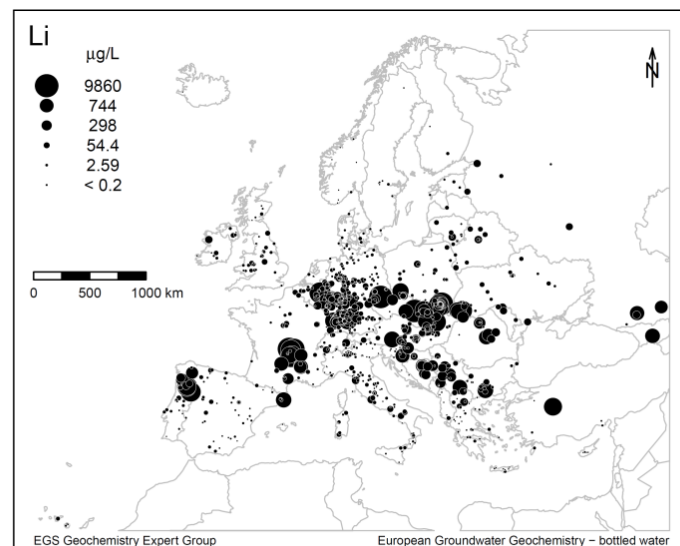 Li
µg/L
9860
744
298
54.4
2.59
< 0.2
N
0 500 1000 km
EGS Geochemistry Expert Group
European Groundwater Geochemistry − bottled water